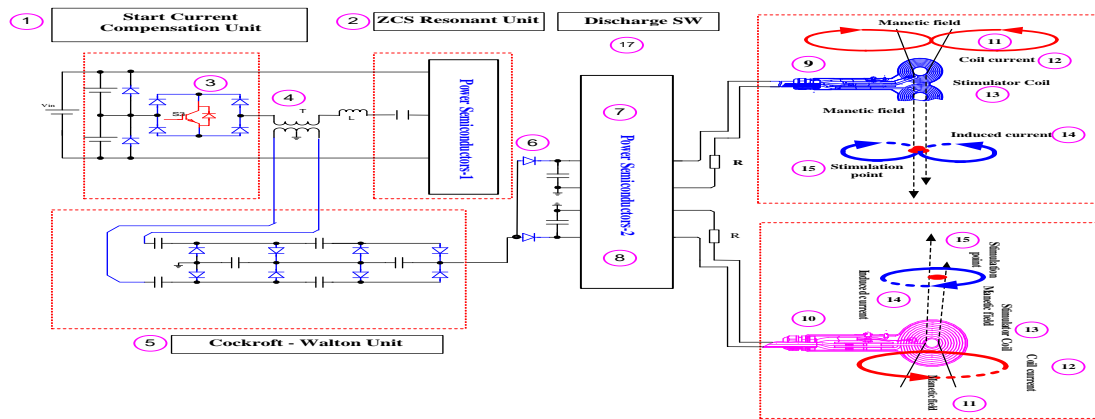 1
Start Current
Compensation Unit
2
ZCS Resonant Unit
Discharge SW
17
3
4
Vin
S2
T
L
Power Semiconductors-1
6
7
Power Semiconductors-2
8
R
R
5
Cockroft - Walton Unit
9
Manetic field
11
Coil current
12
Stimulator Coil
13
Manetic field
Induced current
14
15
Stimulation
point
10
15
Stimulation
point
Induced current
14
Manetic field
Stimulator Coil
13
Coil current
12
Manetic field
11